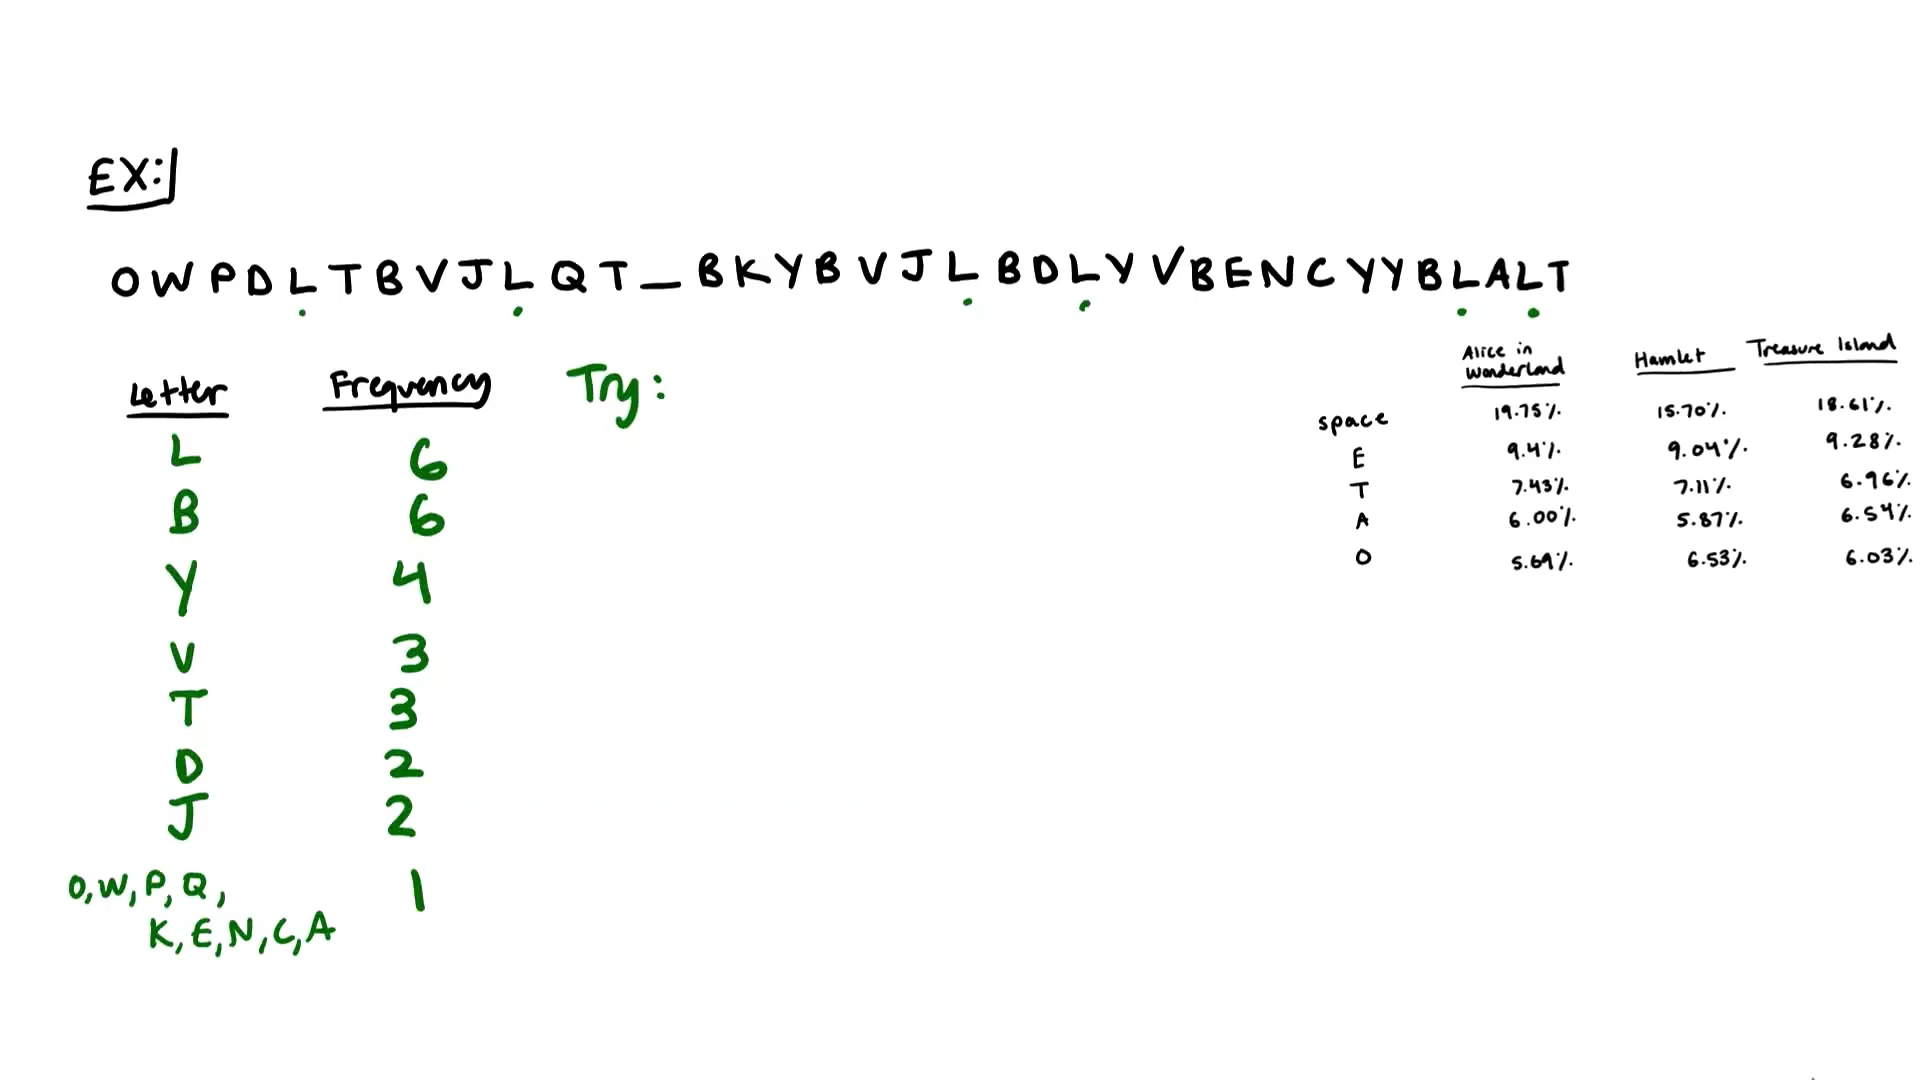 EX:
OWPDLTBVJLQT_BKYBVJLBDLYVBENCYYBLALT
Letter Frequency Try:
Alice in Wonderland Hamlet Treasure Island
space 19.75% 15.70% 18.61%
E 9.4% 9.04% 9.28%
T 7.43% 7.11% 6.96%
A 6.00% 5.87% 6.54%
O 5.69% 6.53% 6.03%
L 6
B 6
Y 4
V 3
T 3
D 2
J 2
O, W, P, Q, 1
K, E, N, C, A